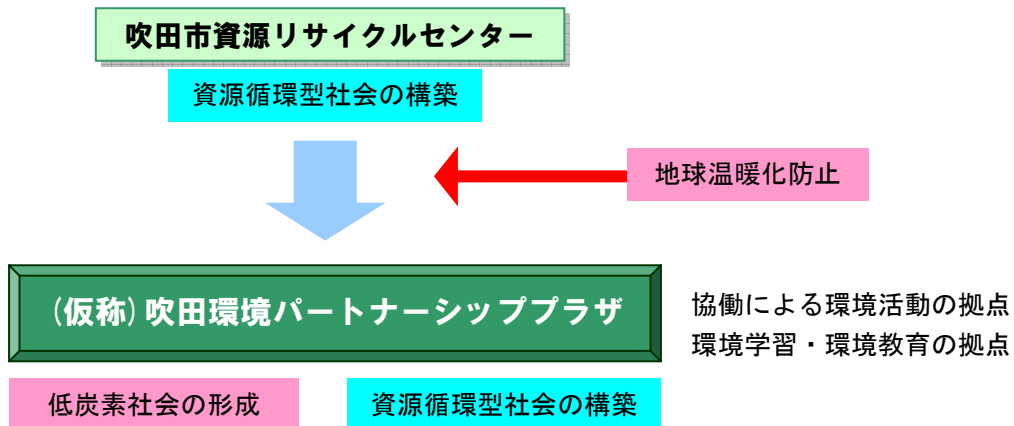 吹田市資源リサイクルセンター
資源循環型社会の構築
地球温暖化防止
(仮称)吹田環境パートナーシッププラザ
協働による環境活動の拠点
環境学習・環境教育の拠点
低炭素社会の形成
資源循環型社会の構築